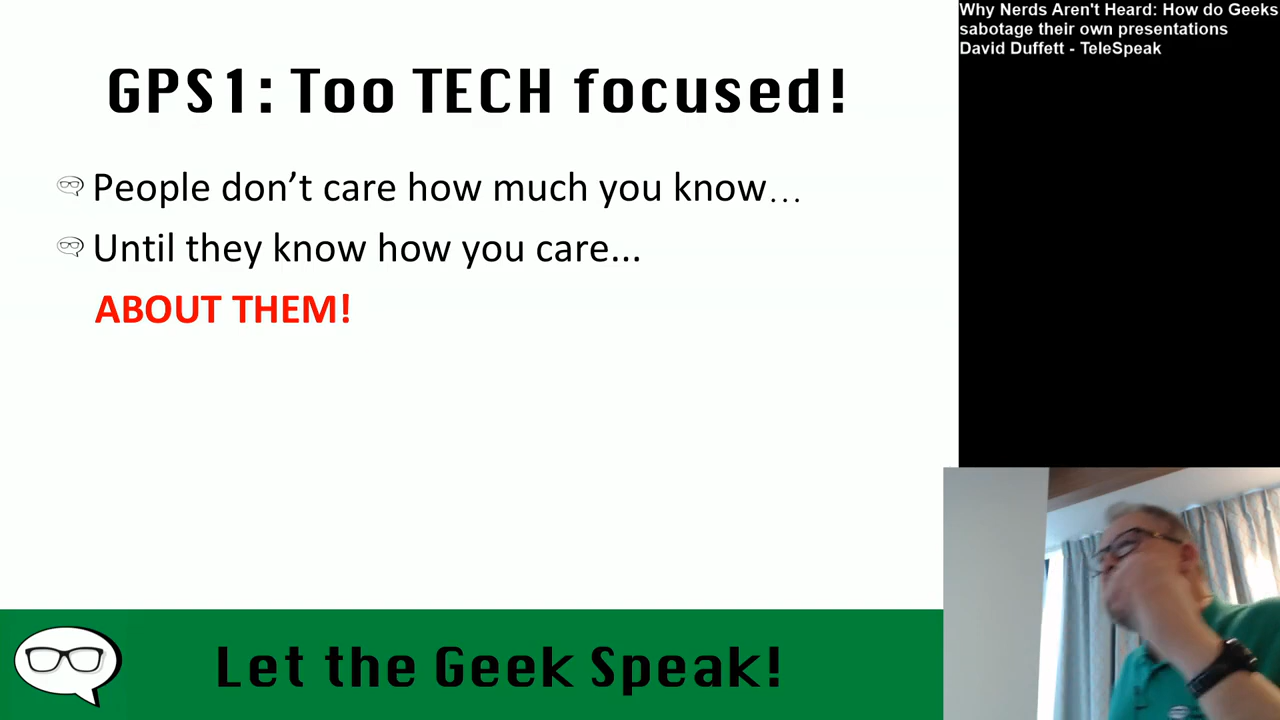 Why Nerds Aren't Heard: How do Geeks
sabotage their own presentations
David Duffett - TeleSpeak
GPS1: Too TECH focused!
People don't care how much you know…
Until they know how you care...
ABOUT THEM!
Let the Geek Speak!